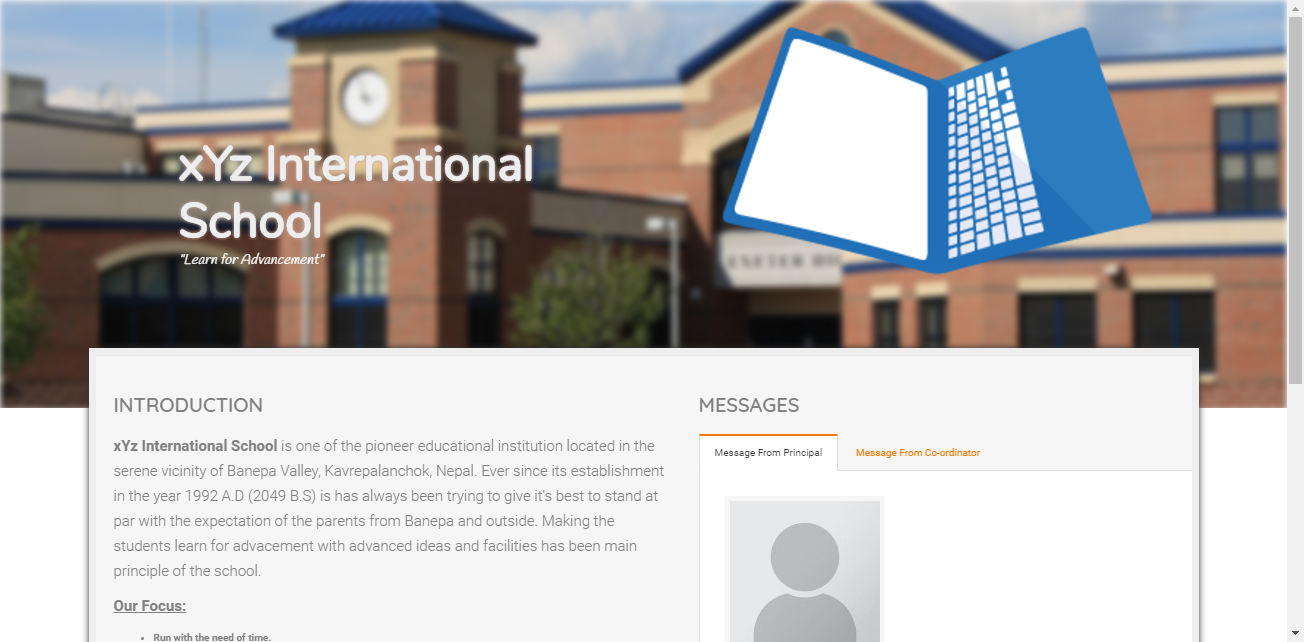 xYz International
School
"Learn for Advancement"
EXETER HI
INTRODUCTION
xYz International School is one of the pioneer educational institution located in the
serene vicinity of Banepa Valley, Kavrepalanchok, Nepal. Ever since its establishment
in the year 1992 A.D (2049 B.S) is has always been trying to give it's best to stand at
par with the expectation of the parents from Banepa and outside. Making the
students learn for advacement with advanced ideas and facilities has been main
principle of the school.
Our Focus:
• Run with the need of time.
MESSAGES
Message From Principal
Message From Co-ordinator